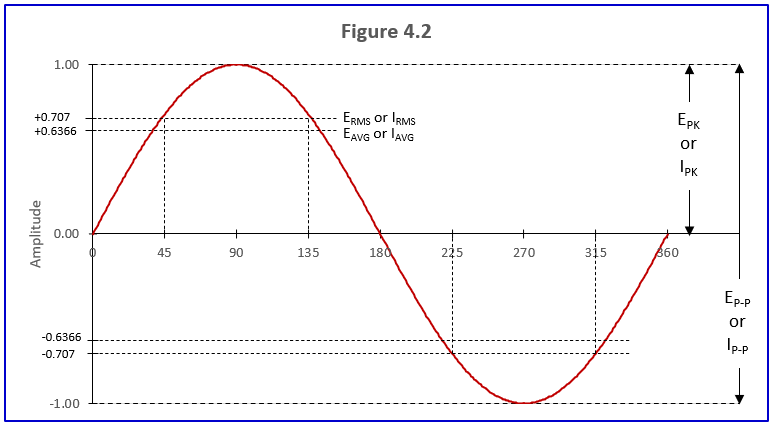 Figure 4.2
1.00
+0.707
ERMS or IRMS
+0.6366
EAVG or IAVG
EPK
or
IPK
Amplitude
0.00
0 45 90 135 180 225 270 315 360
EP-P
or
IP-P
-0.6366
-0.707
-1.00